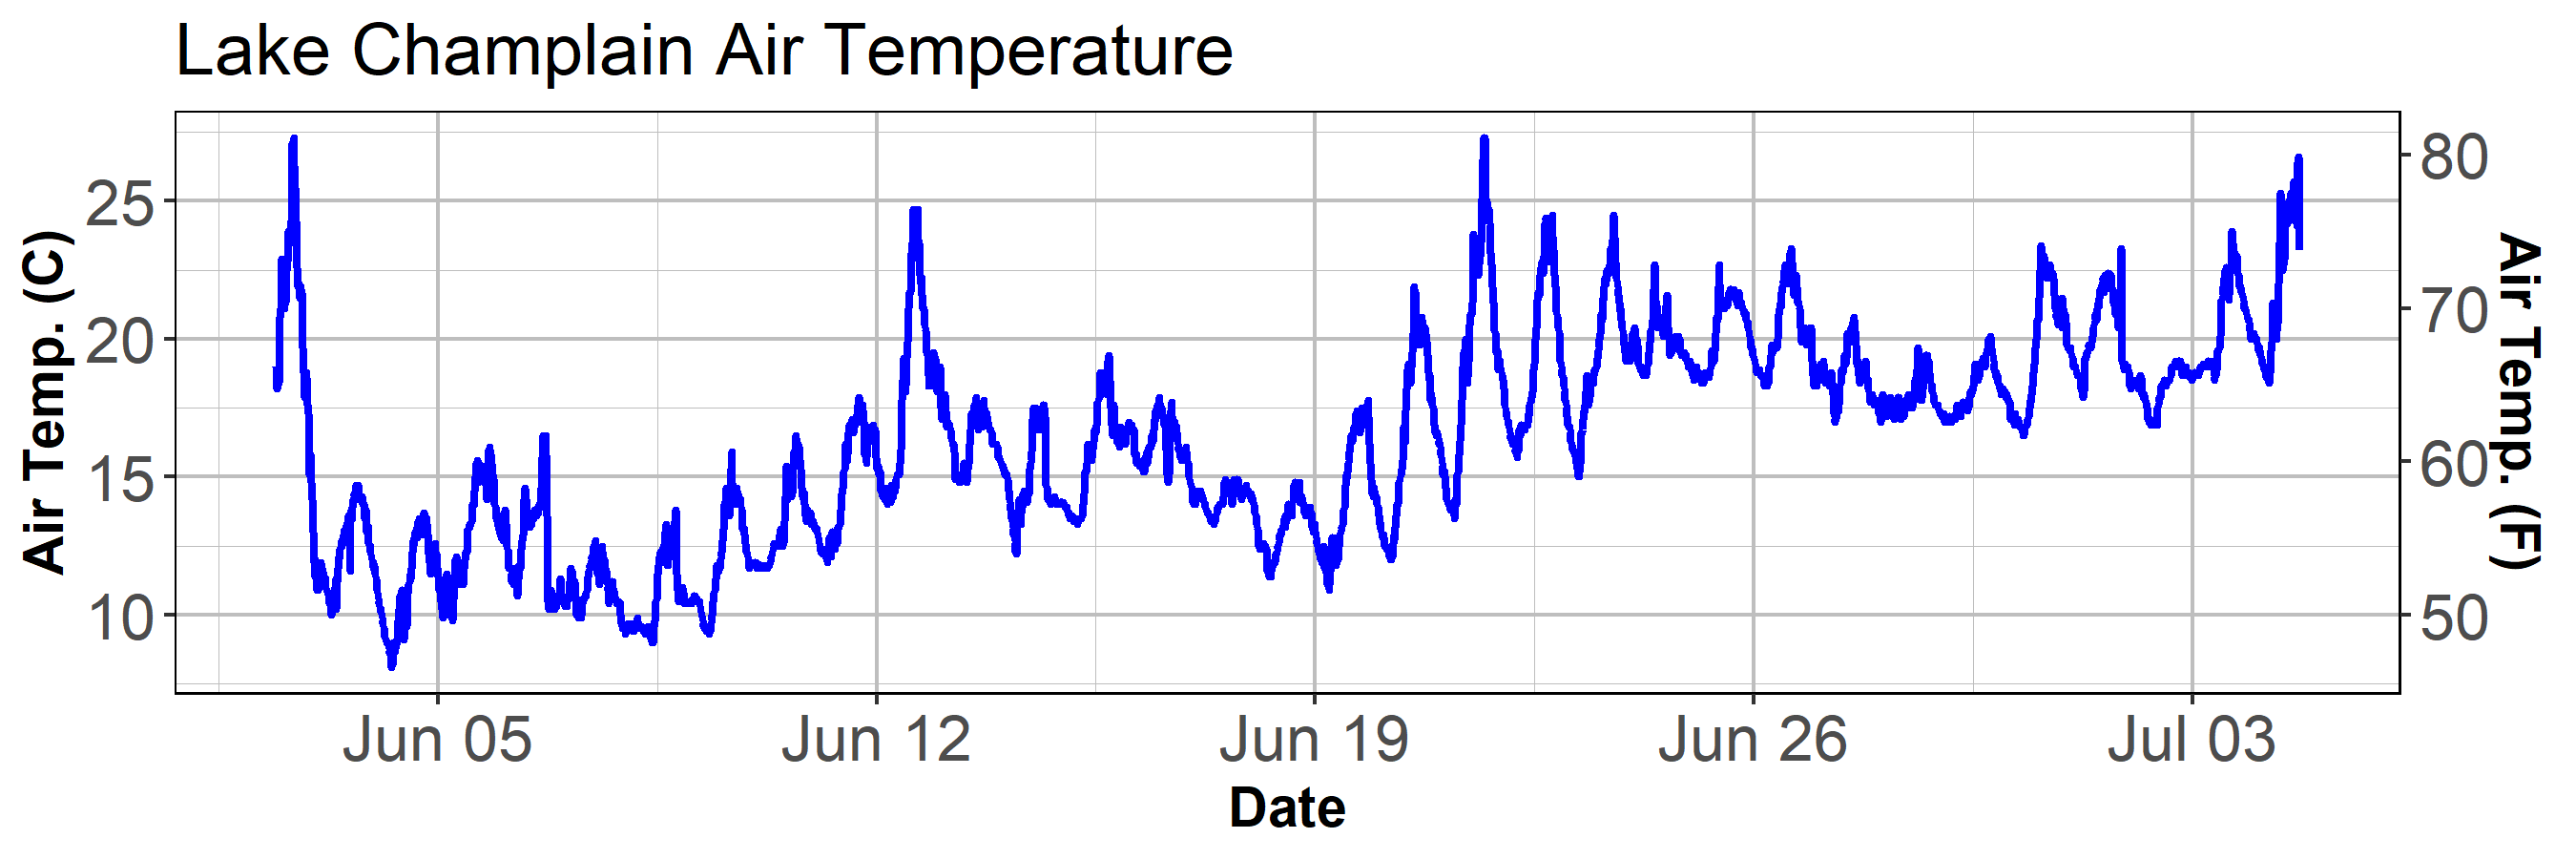 Lake Champlain Air Temperature
Air Temp. (C)
25
20
15
10
80
70
60
50
Air Temp. (F)
Jun 05
Jun 12
Jun 19
Jun 26
Jul 03
Date